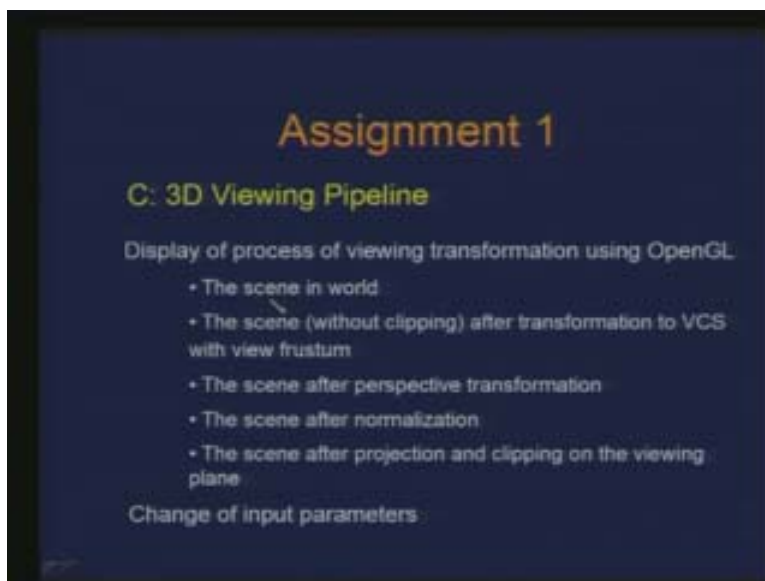 Assignment 1
C: 3D Viewing Pipeline
Display of process of viewing transformation using OpenGL
• The scene in world
• The scene (without clipping) after transformation to VCS
with view frustum
• The scene after perspective transformation
• The scene after normalization
• The scene after projection and clipping on the viewing
plane
Change of input parameters